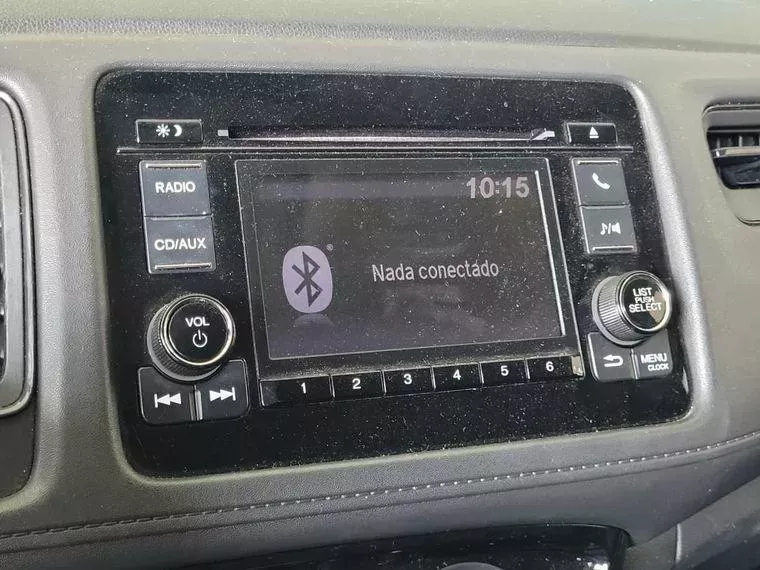 RADIO
CD/AUX
10:15
®
Nada conectado
VOL
LIST
PUSH
SELECT
1 2 3 4 5 6
MENU
CLOCK